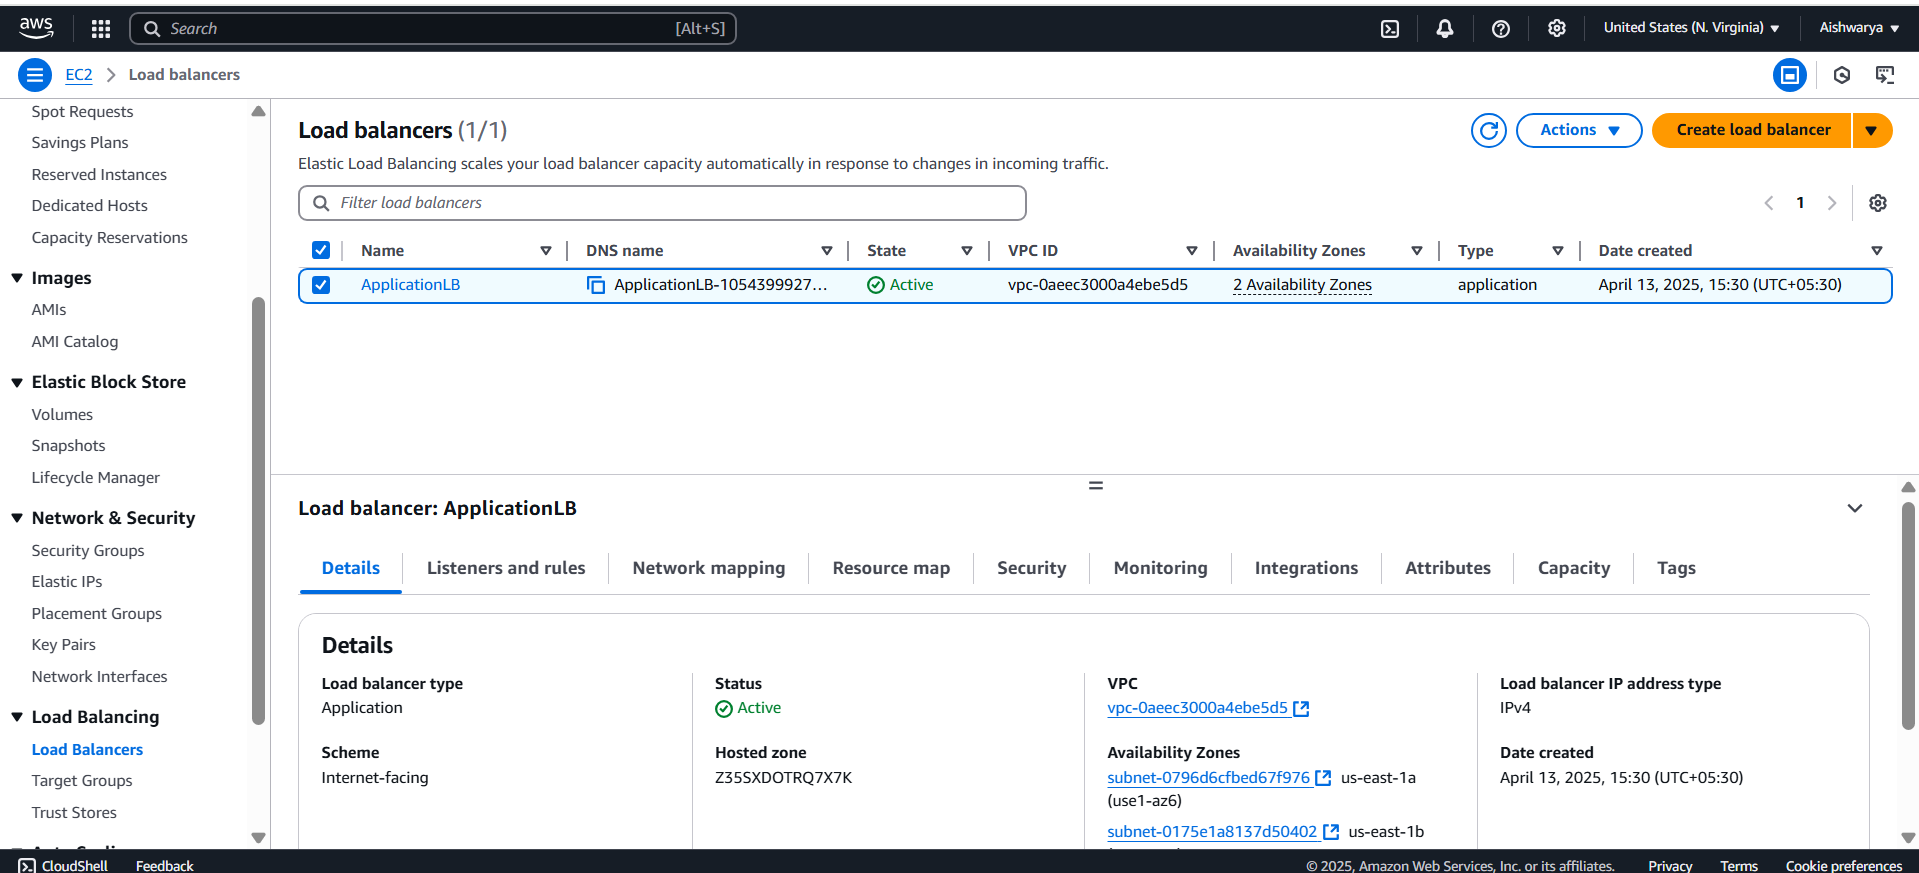 aws
Search [Alt+S]
United States (N. Virginia)
Aishwarya
EC2 Load balancers
Spot Requests
Savings Plans
Reserved Instances
Dedicated Hosts
Capacity Reservations
Images
AMIs
AMI Catalog
Elastic Block Store
Volumes
Snapshots
Lifecycle Manager
Network & Security
Security Groups
Elastic IPs
Placement Groups
Key Pairs
Network Interfaces
Load Balancing
Load Balancers
Target Groups
Trust Stores
Load balancers (1/1)
Actions
Create load balancer
Elastic Load Balancing scales your load balancer capacity automatically in response to changes in incoming traffic.
Filter load balancers
1
Name DNS name State VPC ID Availability Zones Type Date created
ApplicationLB ApplicationLB-1054399927... Active vpc-0aeec3000a4ebe5d5 2 Availability Zones application April 13, 2025, 15:30 (UTC+05:30)
Load balancer: ApplicationLB
Details Listeners and rules Network mapping Resource map Security Monitoring Integrations Attributes Capacity Tags
Details
Load balancer type
Application
Scheme
Internet-facing
Status
Active
Hosted zone
Z35SXDOTRQ7X7K
VPC
vpc-0aeec3000a4ebe5d5
Availability Zones
subnet-0796d6cfbed67f976 us-east-1a
(use1-az6)
subnet-0175e1a8137d50402 us-east-1b
Load balancer IP address type
IPv4
Date created
April 13, 2025, 15:30 (UTC+05:30)
CloudShell Feedback
© 2025, Amazon Web Services, Inc. or its affiliates. Privacy Terms Cookie preferences